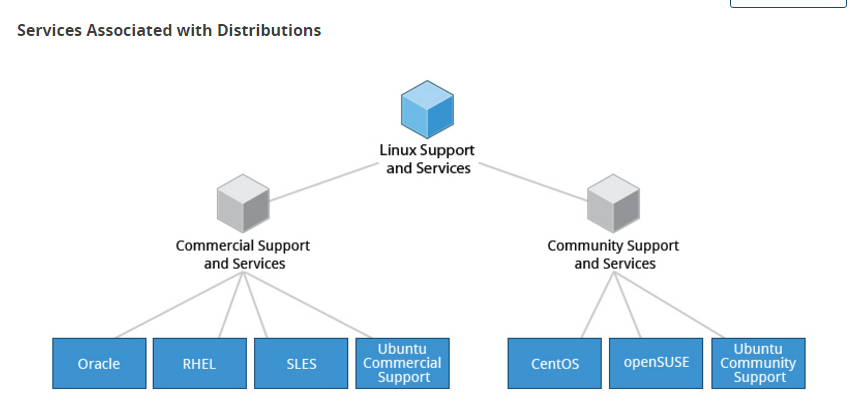 Services Associated with Distributions
Linux Support
and Services
Commercial Support
and Services
Community Support
and Services
Oracle
RHEL
SLES
Ubuntu
Commercial
Support
CentOS
openSUSE
Ubuntu
Community
Support